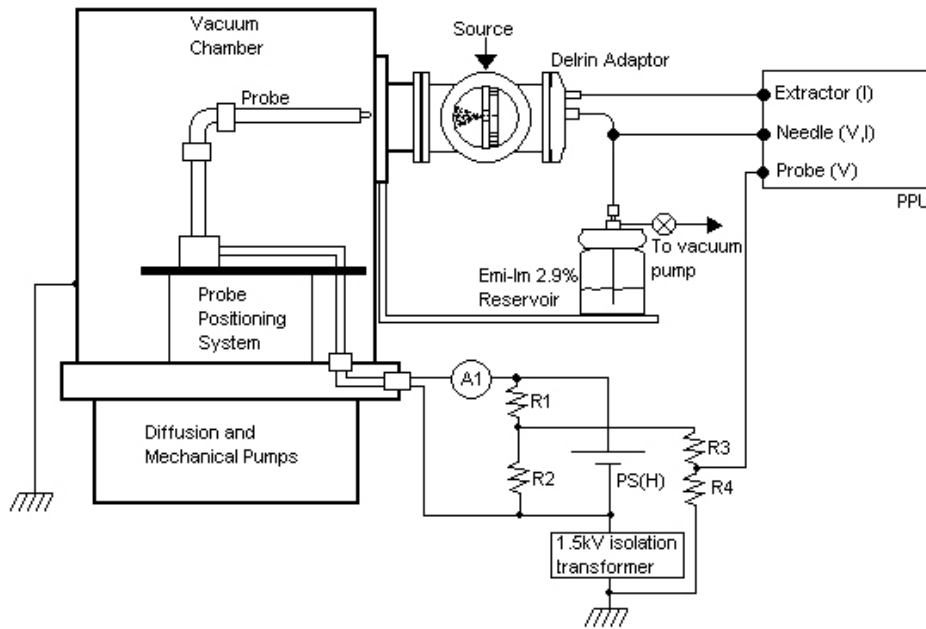 Vacuum
Chamber
Source
Delrin Adaptor
Probe
Extractor (I)
Needle (V,I)
Probe (V)
PPU
To vacuum
pump
Emi-Im 2.9%
Reservoir
Probe
Positioning
System
A1
R1
R2
R3
R4
PS(H)
Diffusion and
Mechanical Pumps
1.5kV isolation
transformer